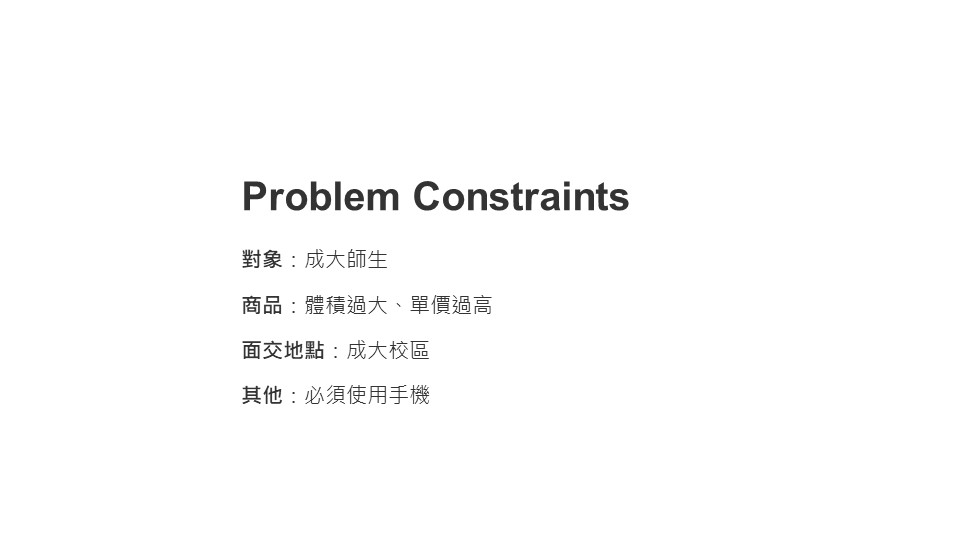 Problem Constraints
對象：成大師生
商品：體積過大、單價過高
面交地點：成大校區
其他：必須使用手機